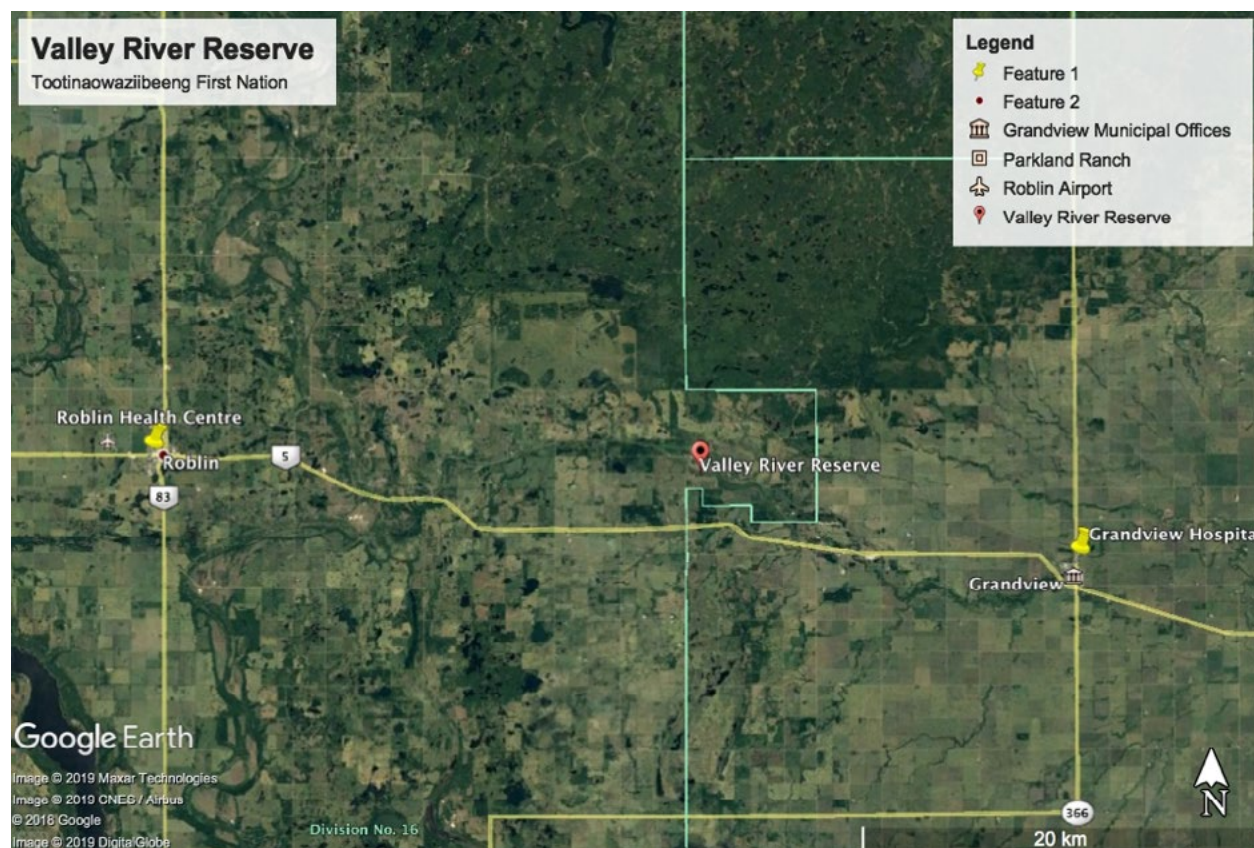 Valley River Reserve
Tootinaowaziibeeng First Nation
Legend
Feature 1
Feature 2
Grandview Municipal Offices
Parkland Ranch
Roblin Airport
Valley River Reserve
Roblin Health Centre
Roblin
5
83
Valley River Reserve
Grandview Hospita
Grandview
Google Earth
Image © 2019 Maxar Technologies
Image © 2019 CNES / Airbus
© 2018 Google
Image © 2019 DigitalGlobe
Division No. 16
366
20 km
N